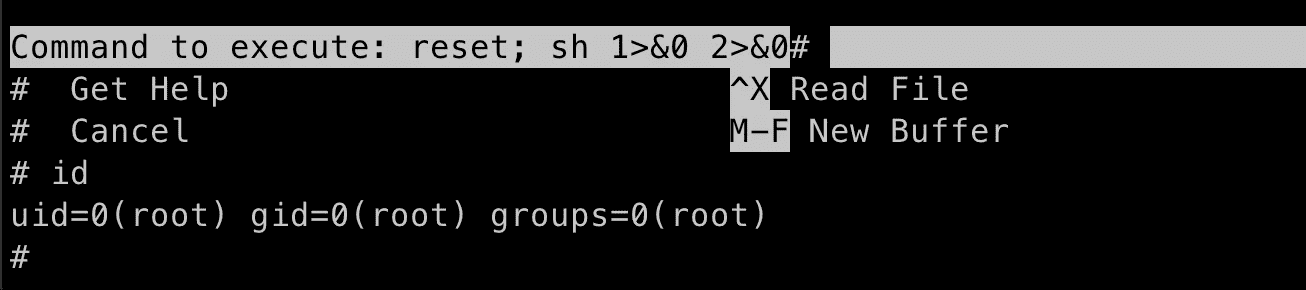 Command to execute: reset; sh 1>&0 2>&0#
#  Get Help ^X Read File
#  Cancel M-F New Buffer
# id
uid=0(root) gid=0(root) groups=0(root)
#